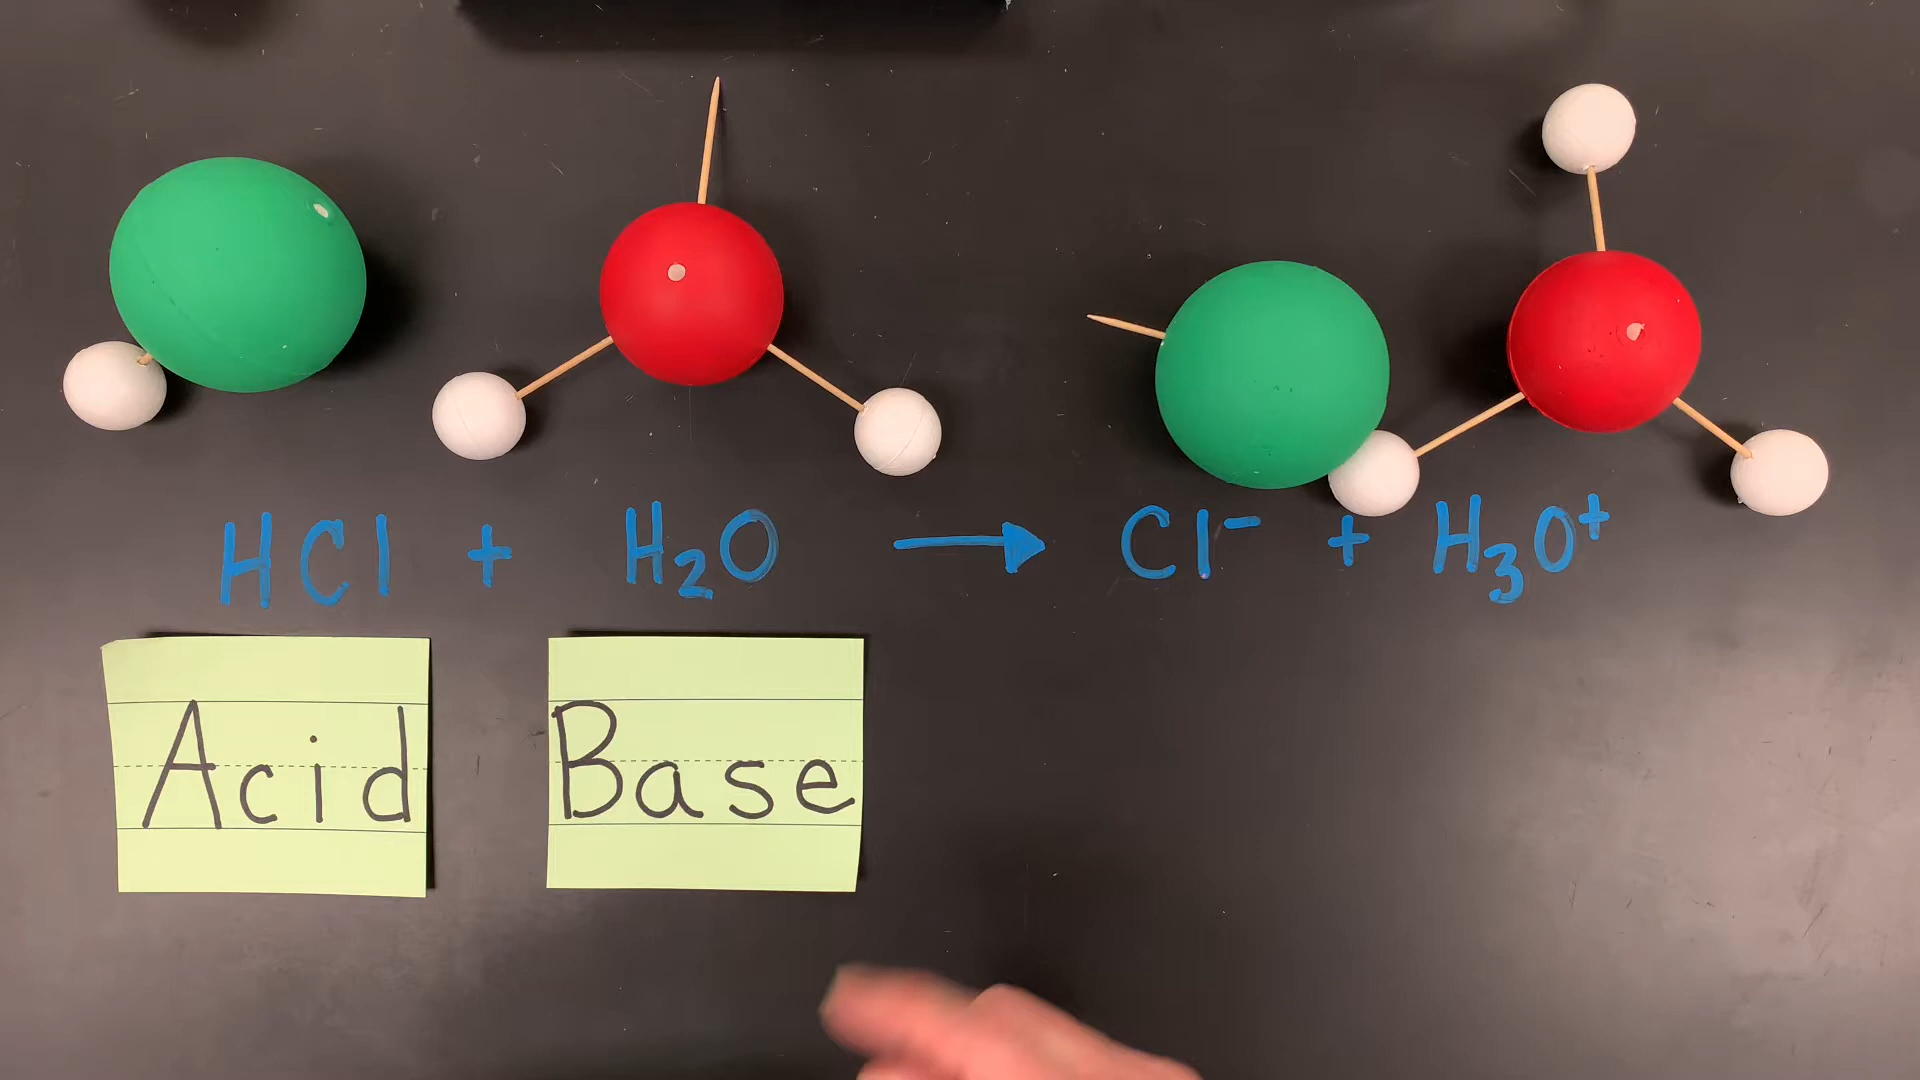 HCl + H₂O → Cl⁻ + H₃O⁺
Acid
Base